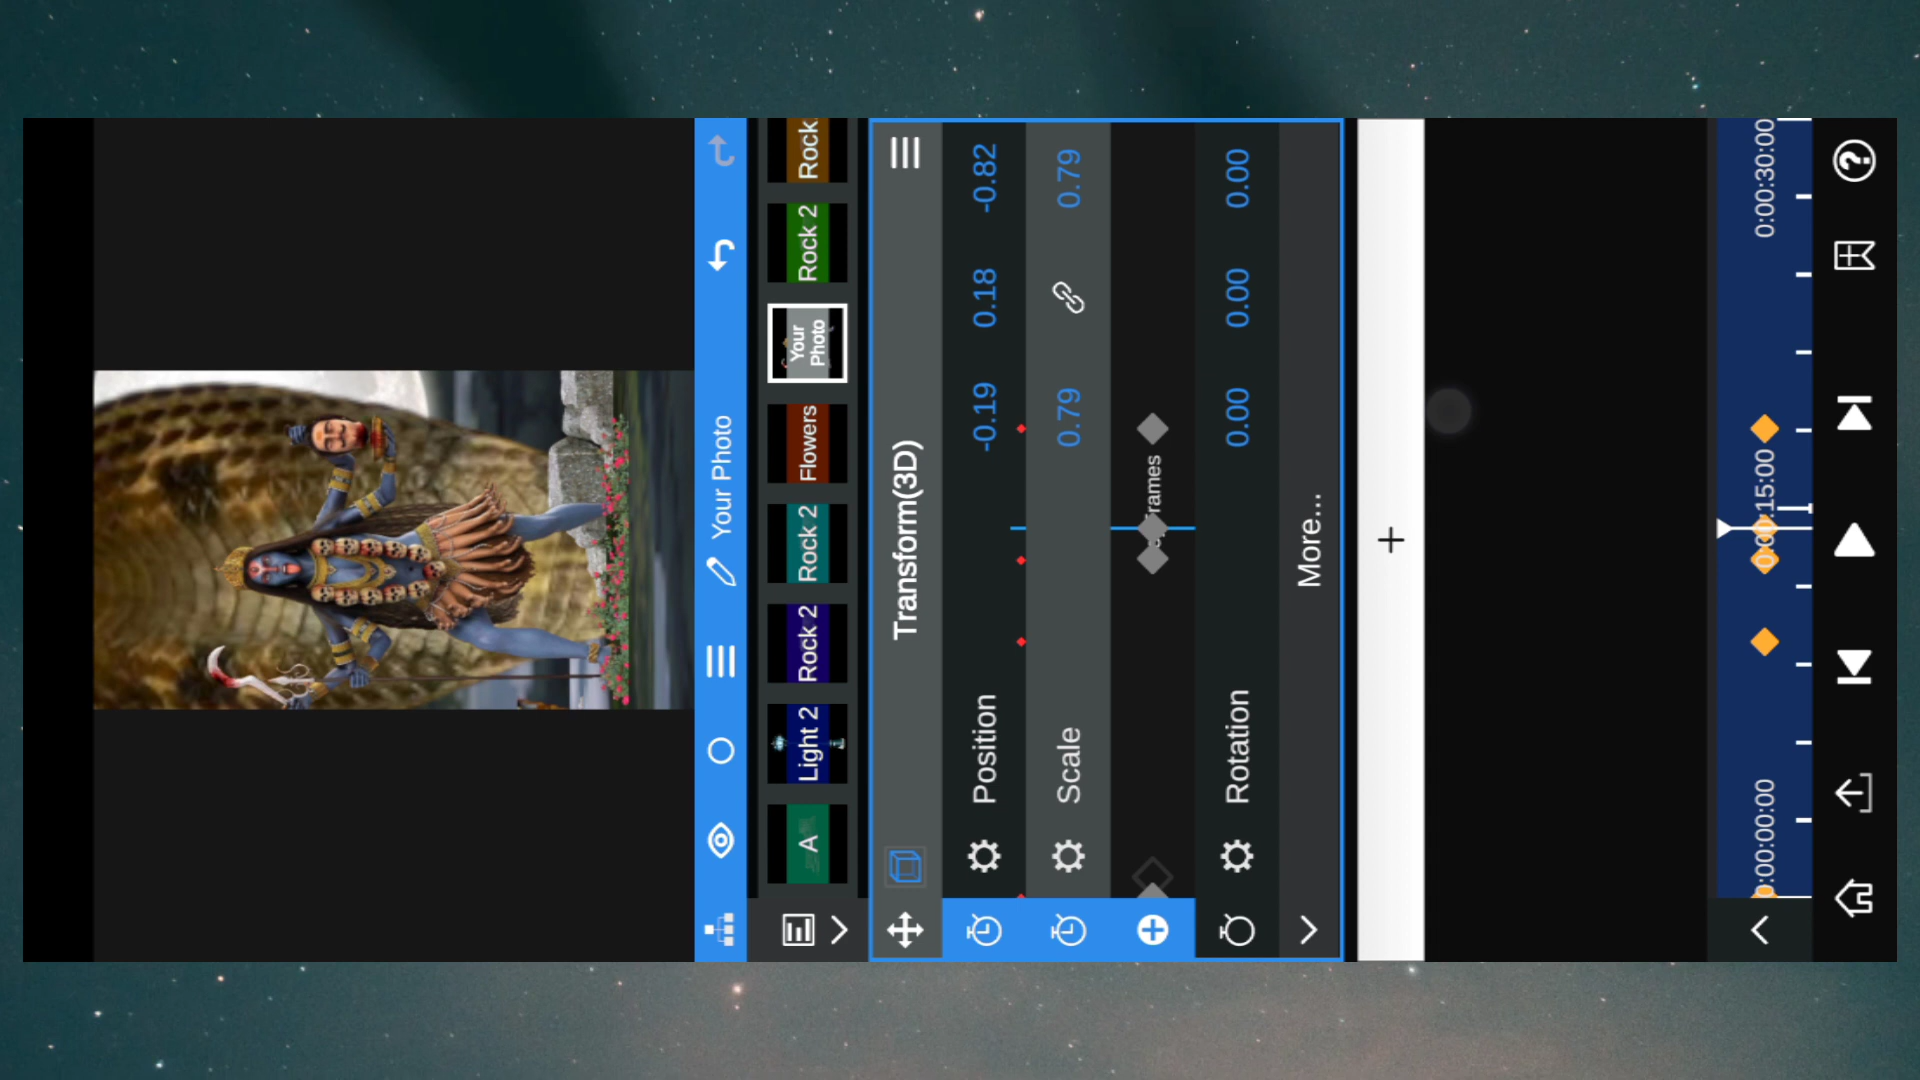 Your Photo
A
Light 2
Rock 2
Rock 2
Flowers
Your
Photo
Rock 2
Rock
Transform(3D)
Position -0.19 0.18 -0.82
Scale 0.79 0.79
Rotation 0.00 0.00 0.00
More...
+
0:00:00:00 0:00:15:00 0:00:30:00